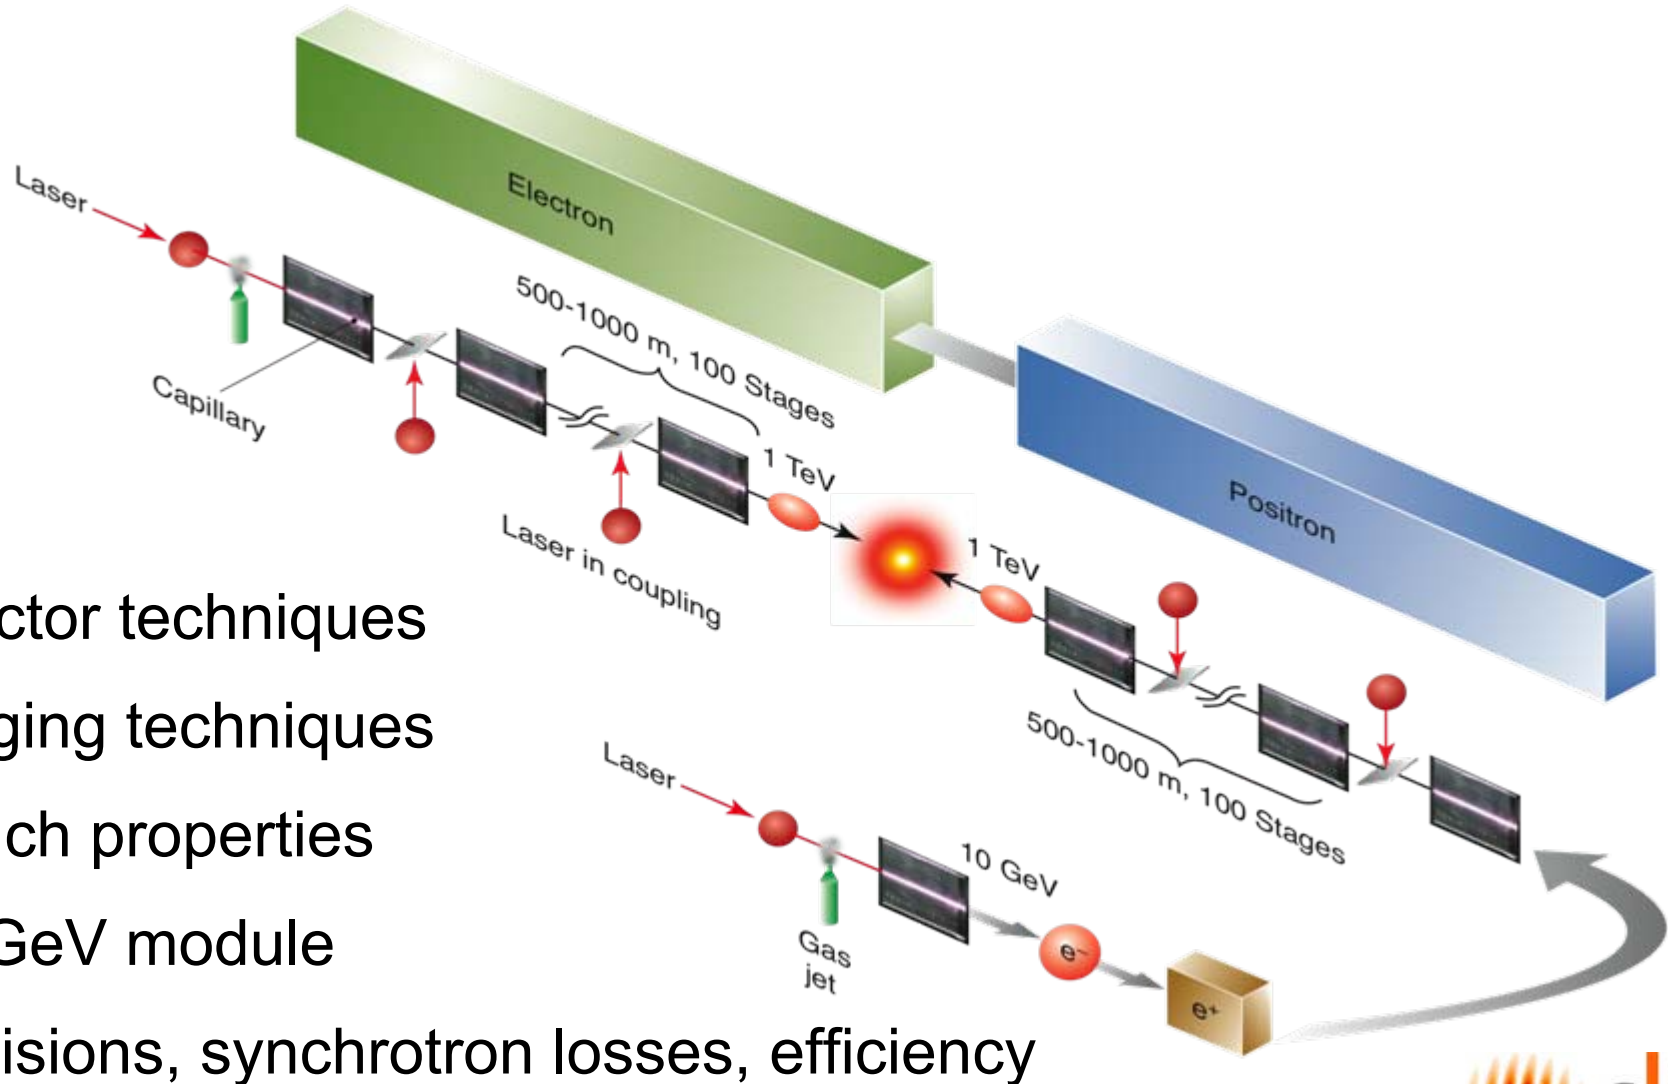 Electron
Laser
500-1000 m, 100 Stages
Capillary
1 TeV
Positron
Laser in coupling
1 TeV
ctor techniques
ging techniques
500-1000 m, 100 Stages
Laser
ch properties
10 GeV
GeV module
Gas
jet
e⁻
e⁺
isions, synchrotron losses, efficiency